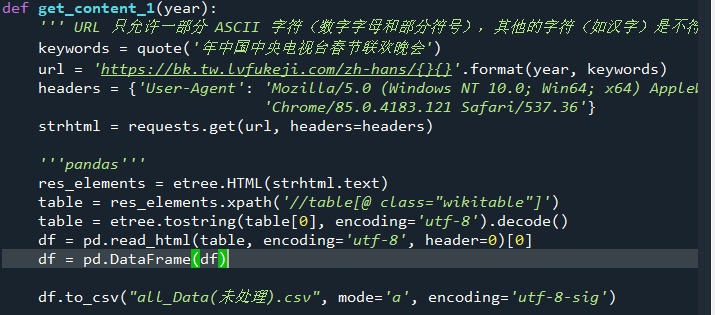 def get_content_1(year):
    ''' URL 只允许一部分 ASCII 字符（数字字母和部分符号），其他的字符（如汉字）是不符
    keywords = quote('年中国中央电视台春节联欢晚会')
    url = 'https://bk.tw.lvfukeji.com/zh-hans/{}{}'.format(year, keywords)
    headers = {'User-Agent': 'Mozilla/5.0 (Windows NT 10.0; Win64; x64) AppleW
                             'Chrome/85.0.4183.121 Safari/537.36'}
    strhtml = requests.get(url, headers=headers)
    '''pandas'''
    res_elements = etree.HTML(strhtml.text)
    table = res_elements.xpath('//table[@ class="wikitable"]')
    table = etree.tostring(table[0], encoding='utf-8').decode()
    df = pd.read_html(table, encoding='utf-8', header=0)[0]
    df = pd.DataFrame(df)
    df.to_csv("all_Data(未处理).csv", mode='a', encoding='utf-8-sig')